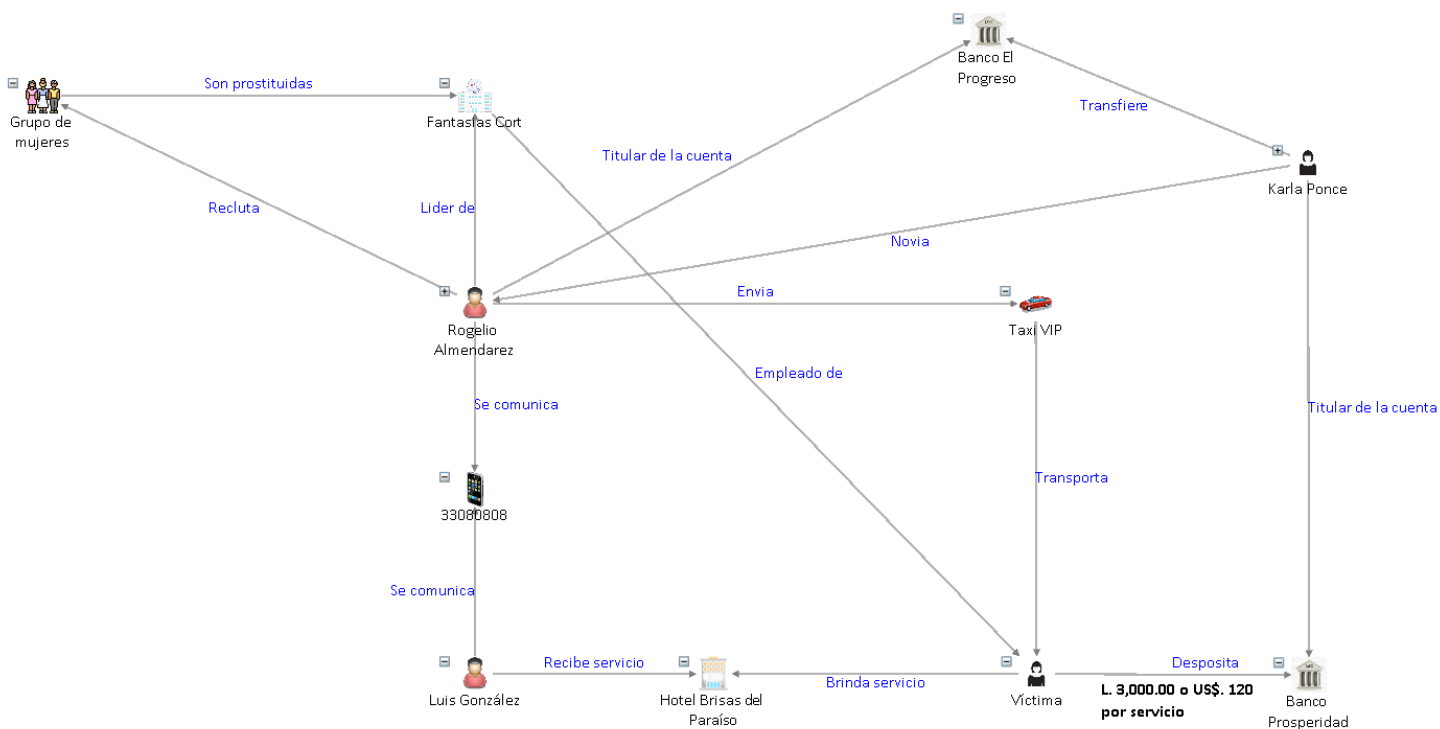 Banco El
Progreso
Son prostituidas
Grupo de
mujeres
Fantasías Cort
Transfiere
Titular de la cuenta
Karla Ponce
Recluta
Lider de
Novia
Envia
Rogelio
Almendarez
Taxi VIP
Empleado de
Se comunica
Titular de la cuenta
Transporta
33080808
Se comunica
Recibe servicio
Desposita
Brinda servicio
Luis González
Hotel Brisas del
Paraíso
Víctima
L. 3,000.00 o US$. 120
por servicio
Banco
Prosperidad